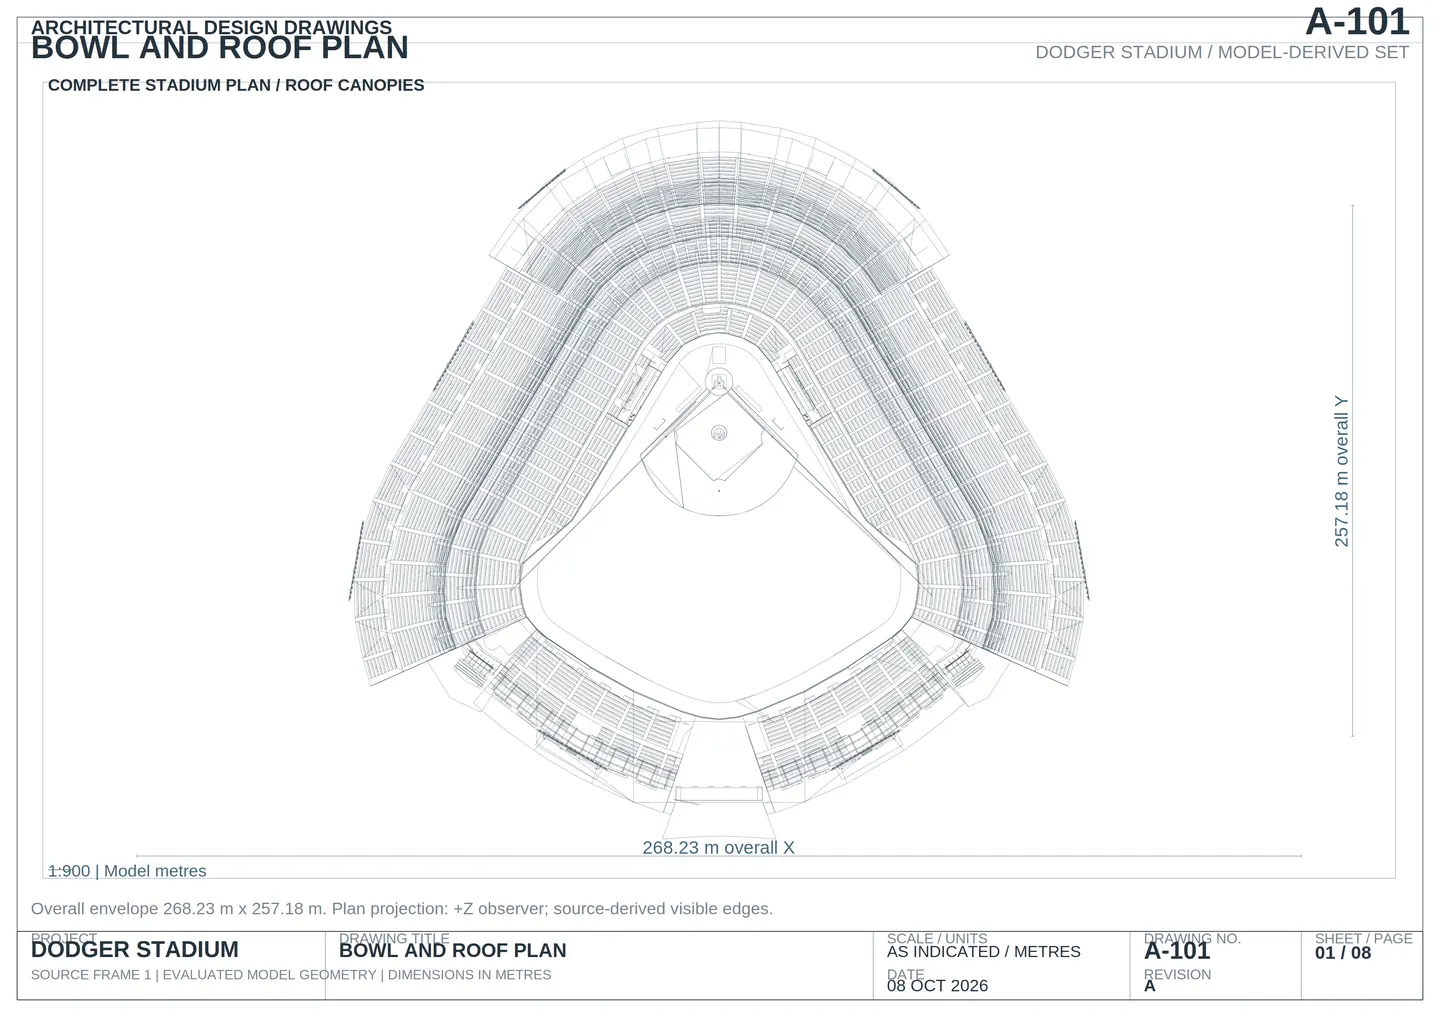 ARCHITECTURAL DESIGN DRAWINGS
BOWL AND ROOF PLAN
A-101
DODGER STADIUM / MODEL-DERIVED SET
COMPLETE STADIUM PLAN / ROOF CANOPIES
257.18 m overall Y
268.23 m overall X
1:900 | Model metres
Overall envelope 268.23 m x 257.18 m. Plan projection: +Z observer; source-derived visible edges.
PROJECT
DODGER STADIUM
SOURCE FRAME 1 | EVALUATED MODEL GEOMETRY | DIMENSIONS IN METRES
DRAWING TITLE
BOWL AND ROOF PLAN
SCALE / UNITS
AS INDICATED / METRES
DATE
08 OCT 2026
DRAWING NO.
A-101
REVISION
A
SHEET / PAGE
01 / 08